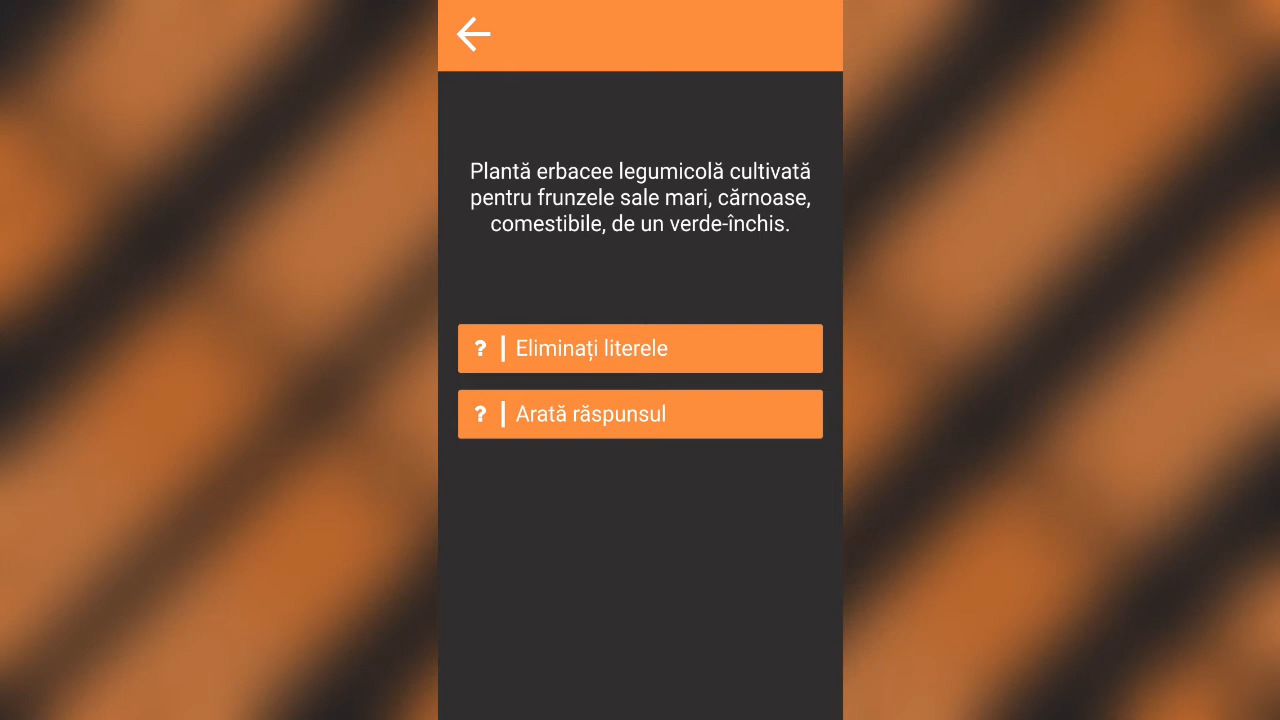 Plantă erbacee legumicolă cultivată
pentru frunzele sale mari, cărnoase,
comestibile, de un verde-închis.
? | Eliminați literele
? | Arată răspunsul